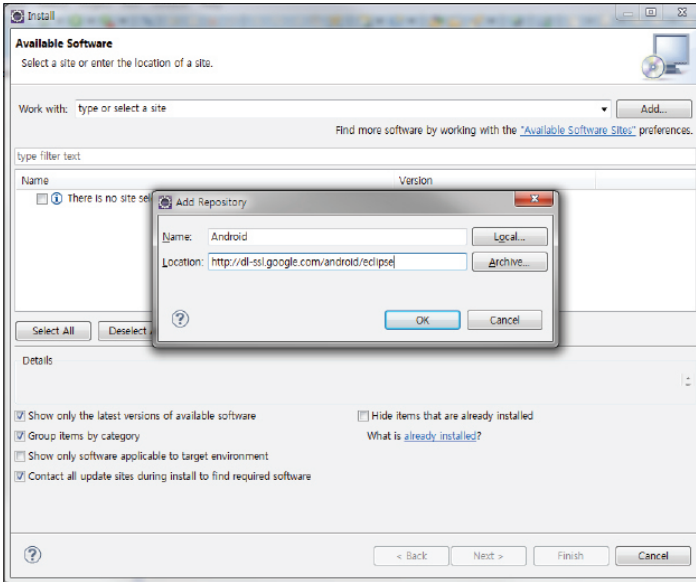 Install
Available Software
Select a site or enter the location of a site.
Work with: type or select a site Add...
Find more software by working with the "Available Software Sites" preferences.
type filter text
Name Version
There is no site sel
Add Repository
Name: Android Local...
Location: http://dl-ssl.google.com/android/eclipse Archive...
OK Cancel
Select All Deselect
Details
Show only the latest versions of available software Hide items that are already installed
Group items by category What is already installed?
Show only software applicable to target environment
Contact all update sites during install to find required software
< Back Next > Finish Cancel